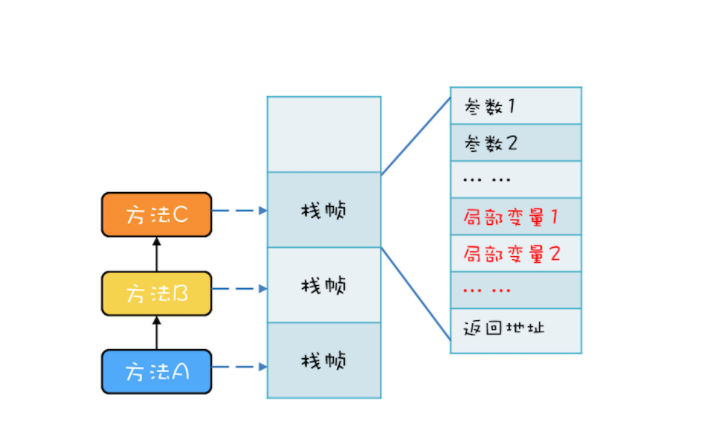 方法C
方法B
方法A
栈帧
栈帧
栈帧
参数1
参数2
... ...
局部变量1
局部变量2
... ...
返回地址